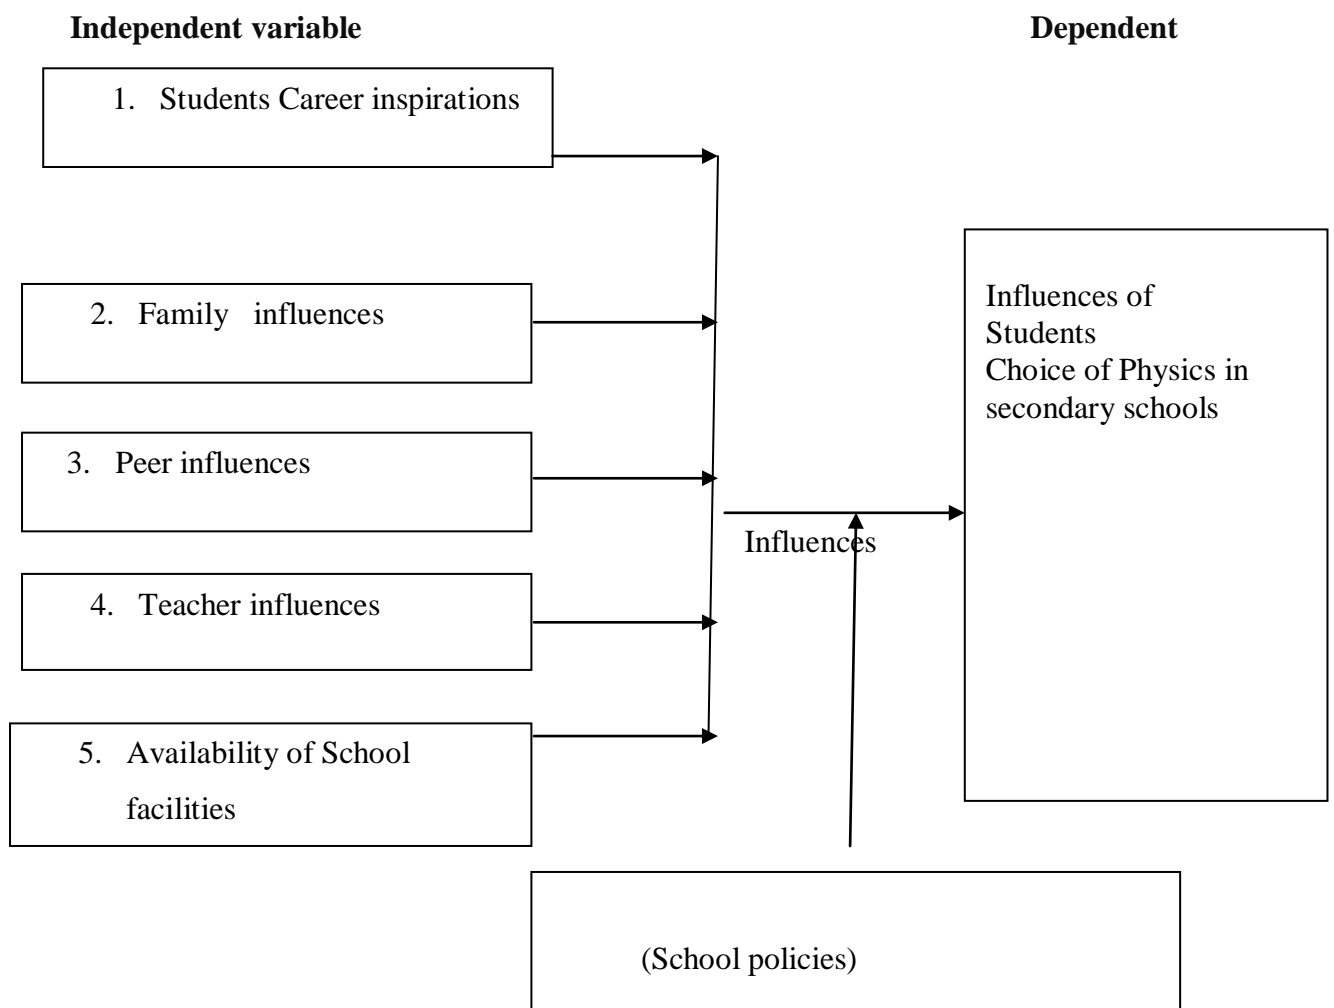 Independent variable
Dependent
1. Students Career inspirations
2. Family influences
3. Peer influences
4. Teacher influences
5. Availability of School
facilities
Influences
Influences of
Students
Choice of Physics in
secondary schools
(School policies)